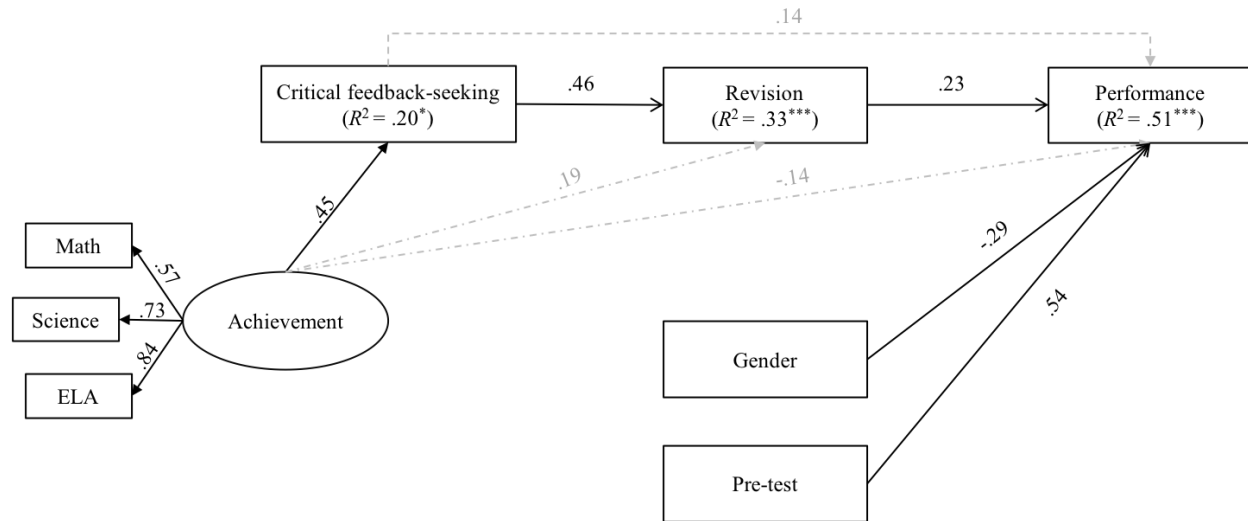 .14
Critical feedback-seeking
(R² = .20*)
.46
Revision
(R² = .33***)
.23
Performance
(R² = .51***)
.45
.19
-.14
Math
.57
Science
.73
ELA
.84
Achievement
-.29
.54
Gender
Pre-test